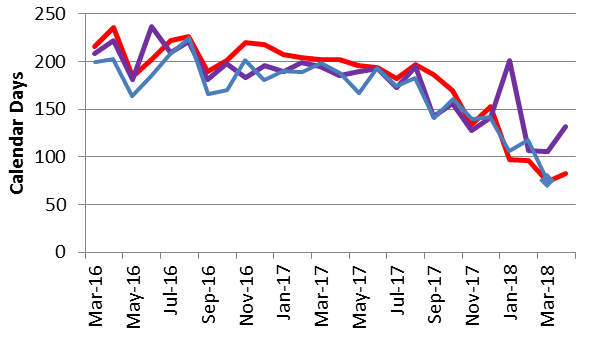 250
200
150
100
50
0
Calendar Days
Mar-16
May-16
Jul-16
Sep-16
Nov-16
Jan-17
Mar-17
May-17
Jul-17
Sep-17
Nov-17
Jan-18
Mar-18